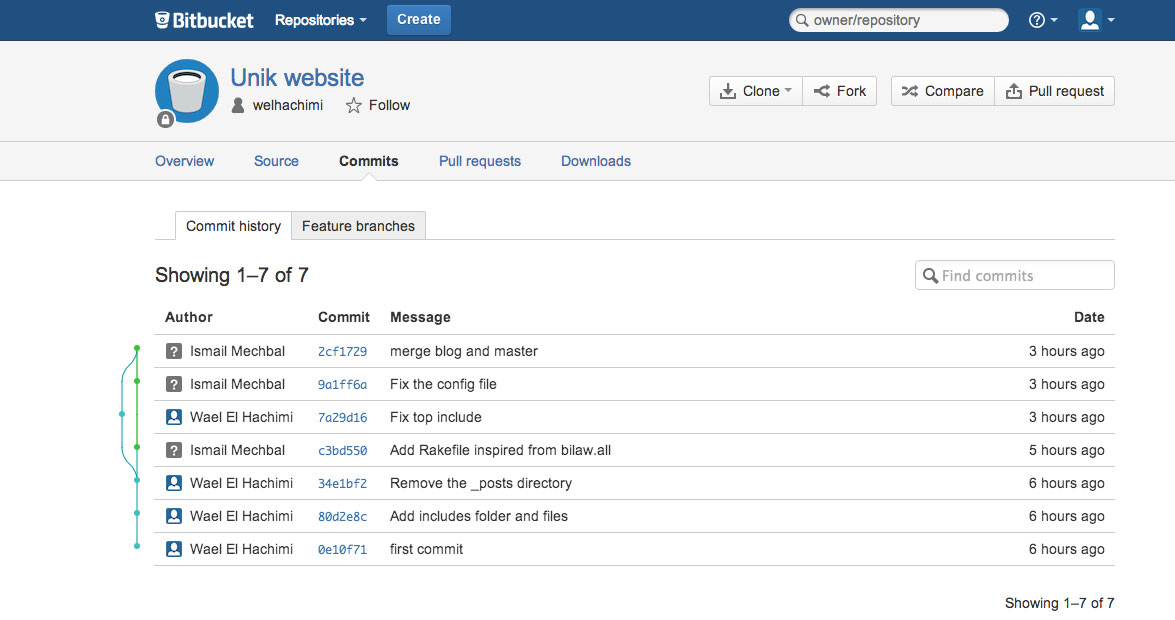 Bitbucket Repositories Create owner/repository
Unik website
welhachimi Follow
Clone Fork Compare Pull request
Overview Source Commits Pull requests Downloads
Commit history Feature branches
Showing 1–7 of 7 Find commits
Author Commit Message Date
Ismail Mechbal 2cf1729 merge blog and master 3 hours ago
Ismail Mechbal 9a1ff6a Fix the config file 3 hours ago
Wael El Hachimi 7a29d16 Fix top include 3 hours ago
Ismail Mechbal c3bd550 Add Rakefile inspired from bilaw.all 5 hours ago
Wael El Hachimi 34e1bf2 Remove the _posts directory 6 hours ago
Wael El Hachimi 80d2e8c Add includes folder and files 6 hours ago
Wael El Hachimi 0e10f71 first commit 6 hours ago
Showing 1–7 of 7